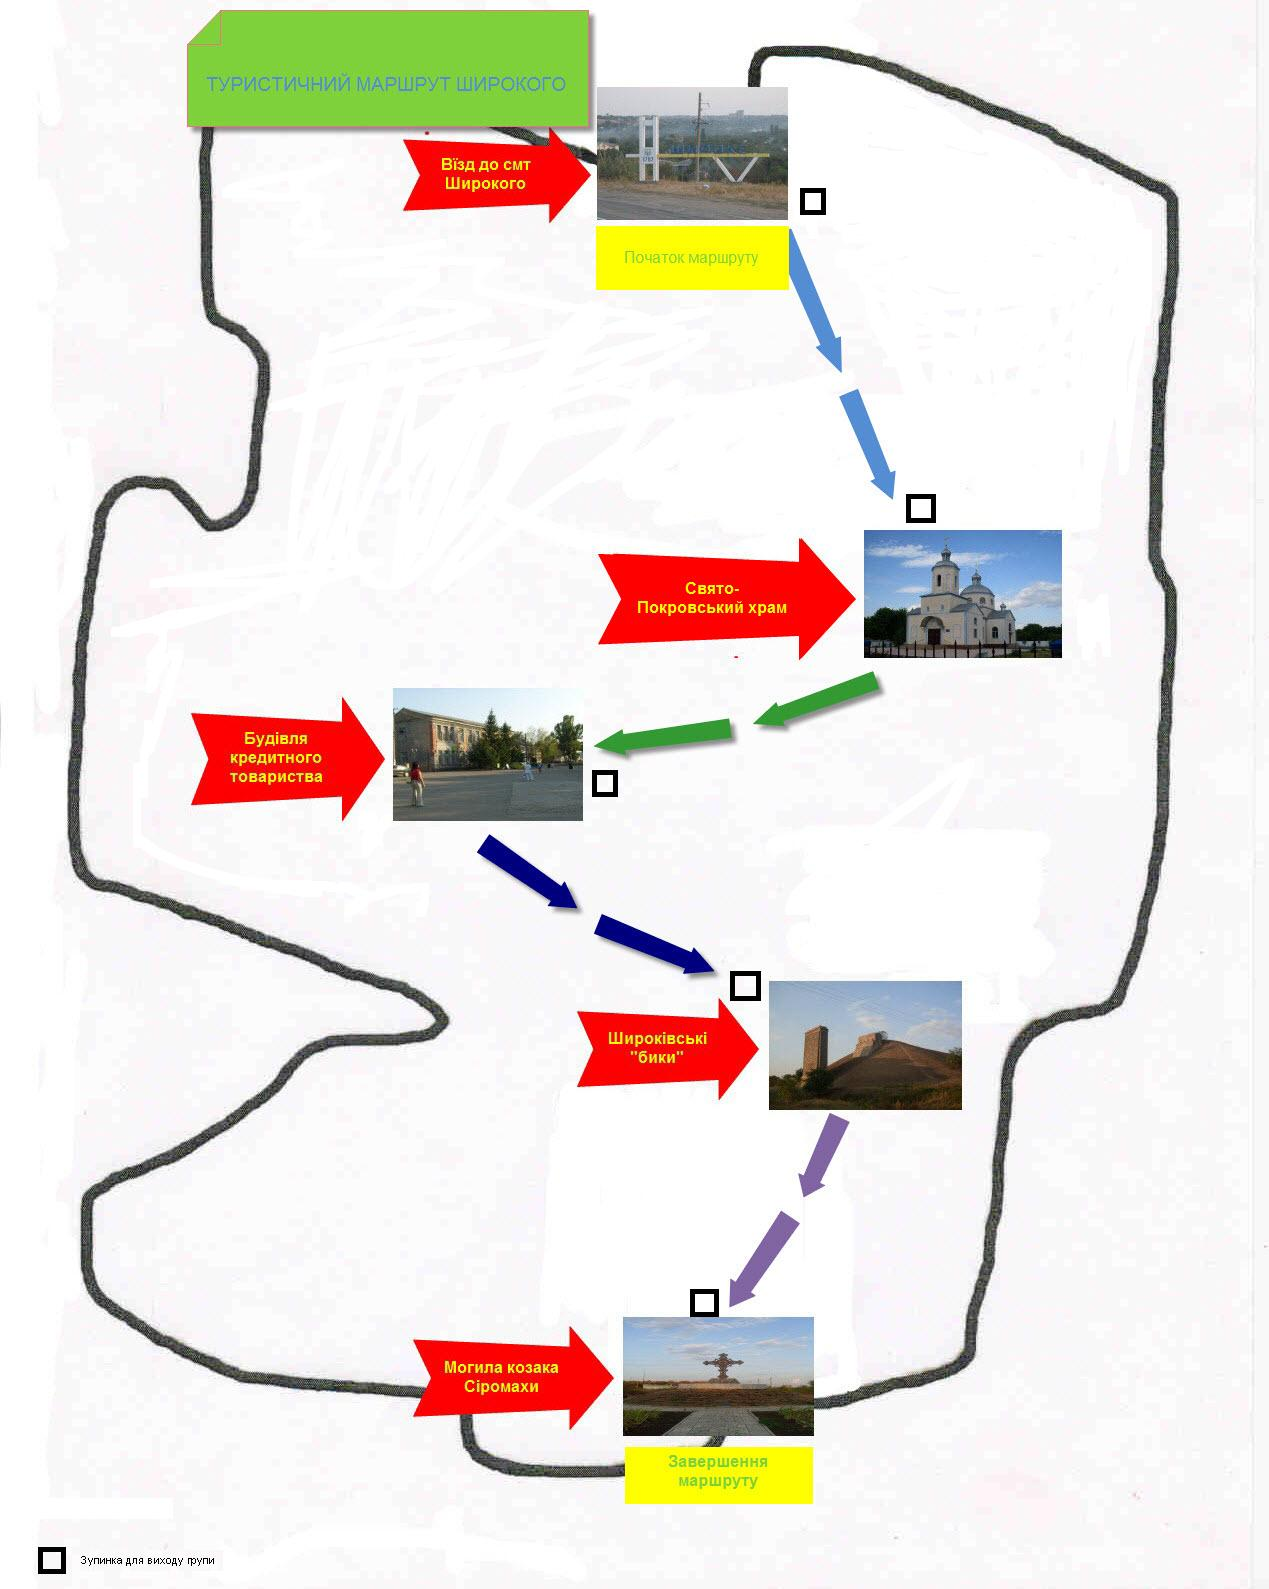 ТУРИСТИЧНИЙ МАРШРУТ ШИРОКОГО
Вїзд до смт
Широкого
Початок маршруту
Свято-
Покровський храм
Будівля
кредитного
товариства
Широківські
"бики"
Могила козака
Сіромахи
Завершення
маршруту
Зупинка для виходу групи